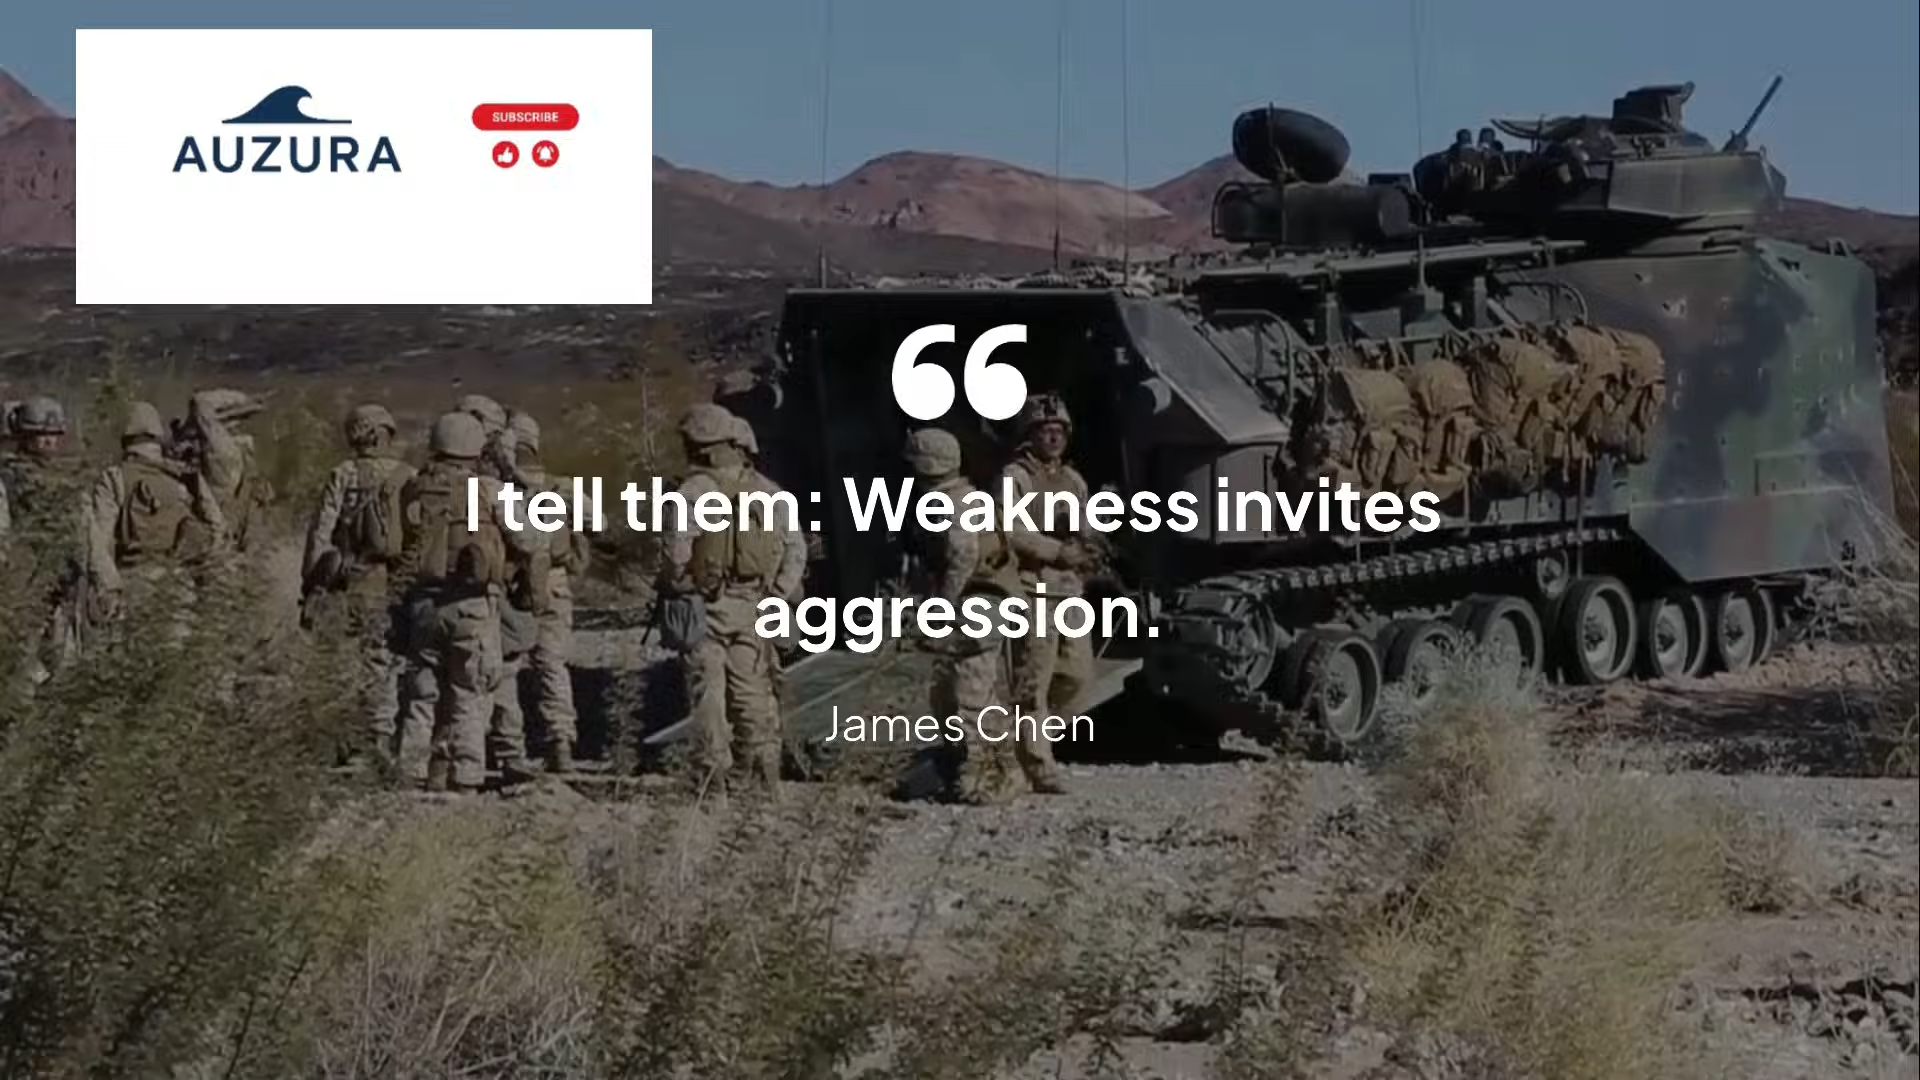 AUZURA
SUBSCRIBE
“
I tell them: Weakness invites
aggression.
James Chen